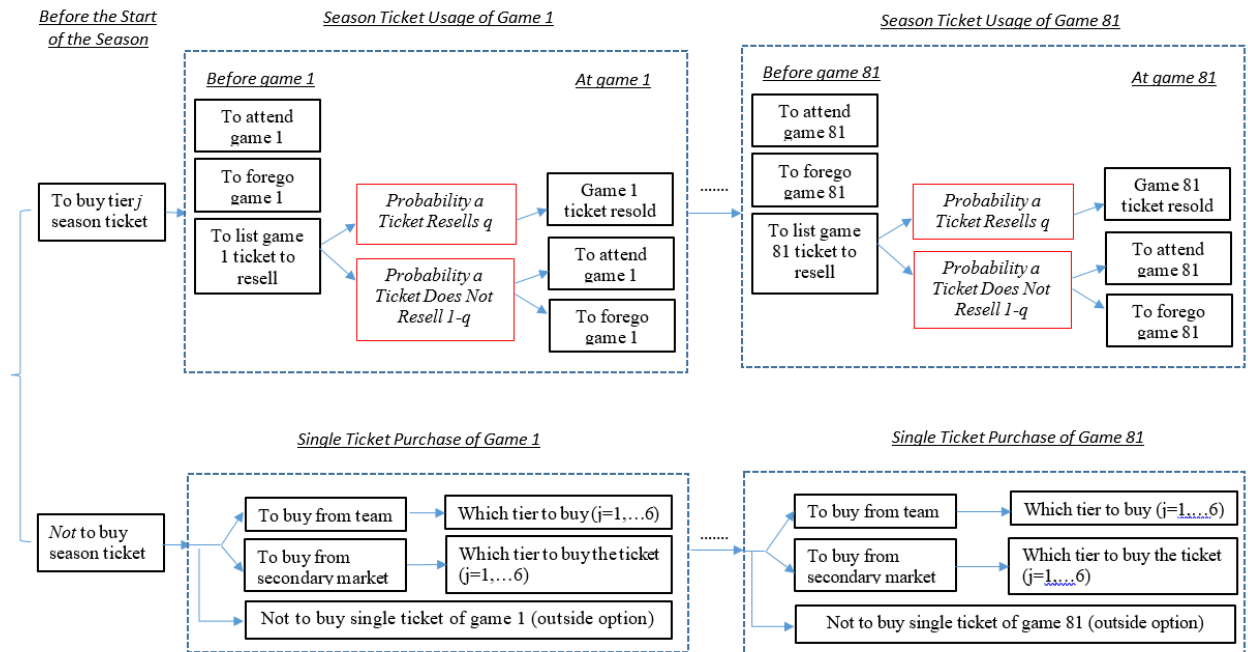 Before the Start
of the Season
Season Ticket Usage of Game 1
Season Ticket Usage of Game 81
Before game 1
At game 1
To attend
game 1
To forego
game 1
To list game
1 ticket to
resell
Probability a
Ticket Resells q
Probability a
Ticket Does Not
Resell 1-q
Game 1
ticket resold
To attend
game 1
To forego
game 1
To buy tier j
season ticket
.......
Before game 81
At game 81
To attend
game 81
To forego
game 81
To list game
81 ticket to
resell
Probability a
Ticket Resells q
Probability a
Ticket Does Not
Resell 1-q
Game 81
ticket resold
To attend
game 81
To forego
game 81
Single Ticket Purchase of Game 1
Single Ticket Purchase of Game 81
Not to buy
season ticket
To buy from team
Which tier to buy (j=1,…6)
To buy from
secondary market
Which tier to buy the ticket
(j=1,…6)
Not to buy single ticket of game 1 (outside option)
.......
To buy from team
Which tier to buy (j=1,…6)
To buy from
secondary market
Which tier to buy the ticket
(j=1,…6)
Not to buy single ticket of game 81 (outside option)